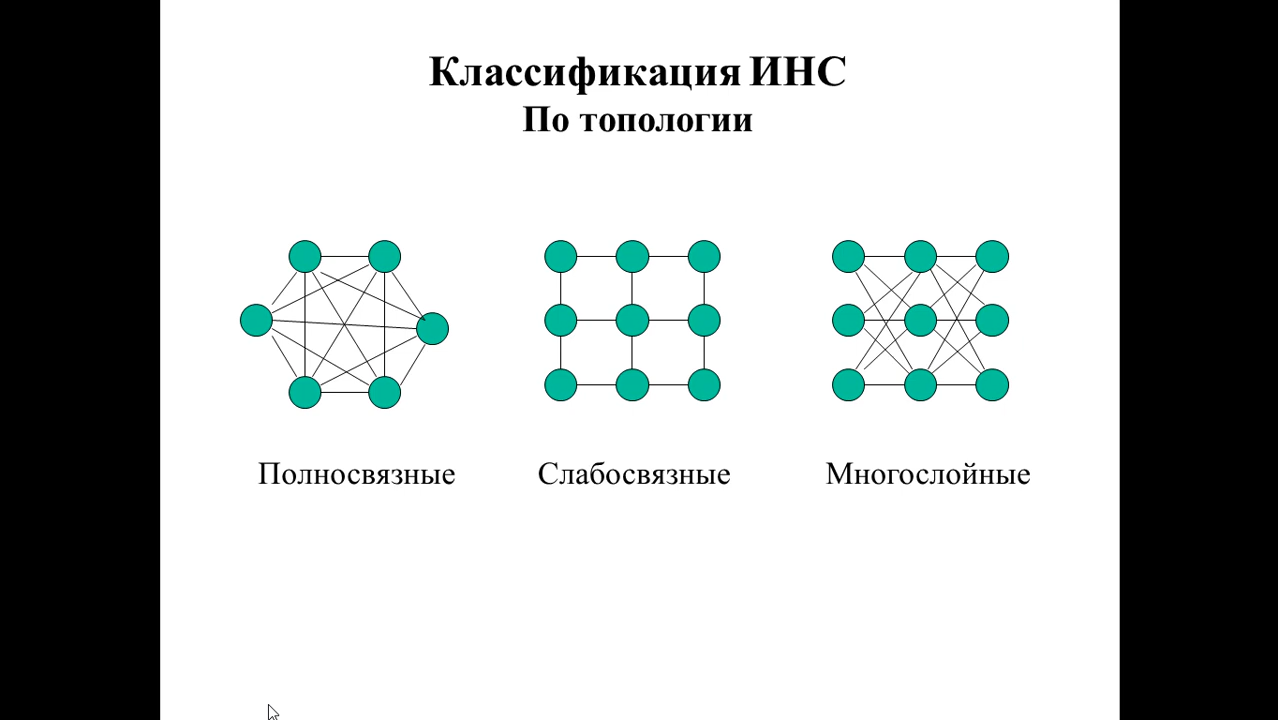 Классификация ИНС
По топологии
Полносвязные
Слабосвязные
Многослойные